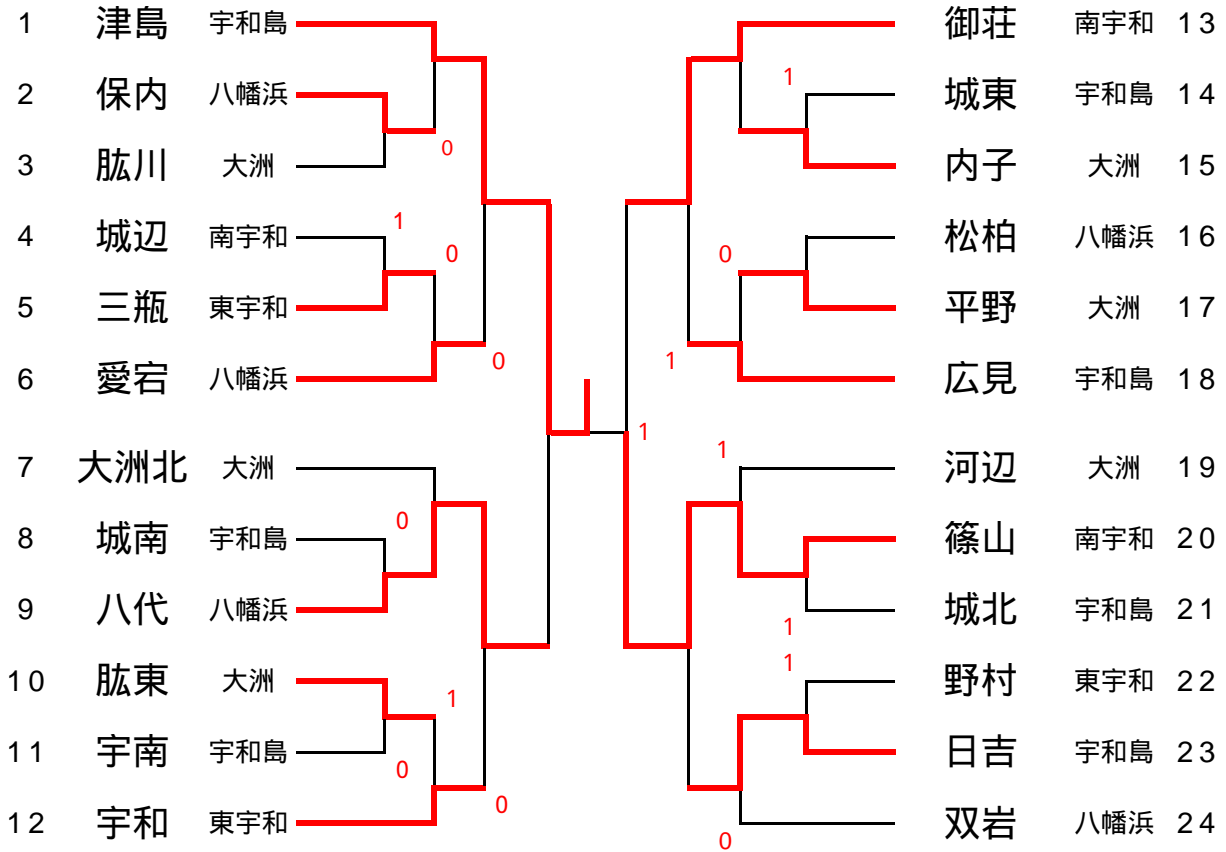 1 津島 宇和島
2 保内 八幡浜
3 肱川 大洲
4 城辺 南宇和
5 三瓶 東宇和
6 愛宕 八幡浜
7 大洲北 大洲
8 城南 宇和島
9 八代 八幡浜
10 肱東 大洲
11 宇南 宇和島
12 宇和 東宇和
0
1
0
0
0
1
0
0
御荘 南宇和 13
城東 宇和島 14
内子 大洲 15
松柏 八幡浜 16
平野 大洲 17
広見 宇和島 18
河辺 大洲 19
篠山 南宇和 20
城北 宇和島 21
野村 東宇和 22
日吉 宇和島 23
双岩 八幡浜 24
1
0
1
1
1
1
1
0